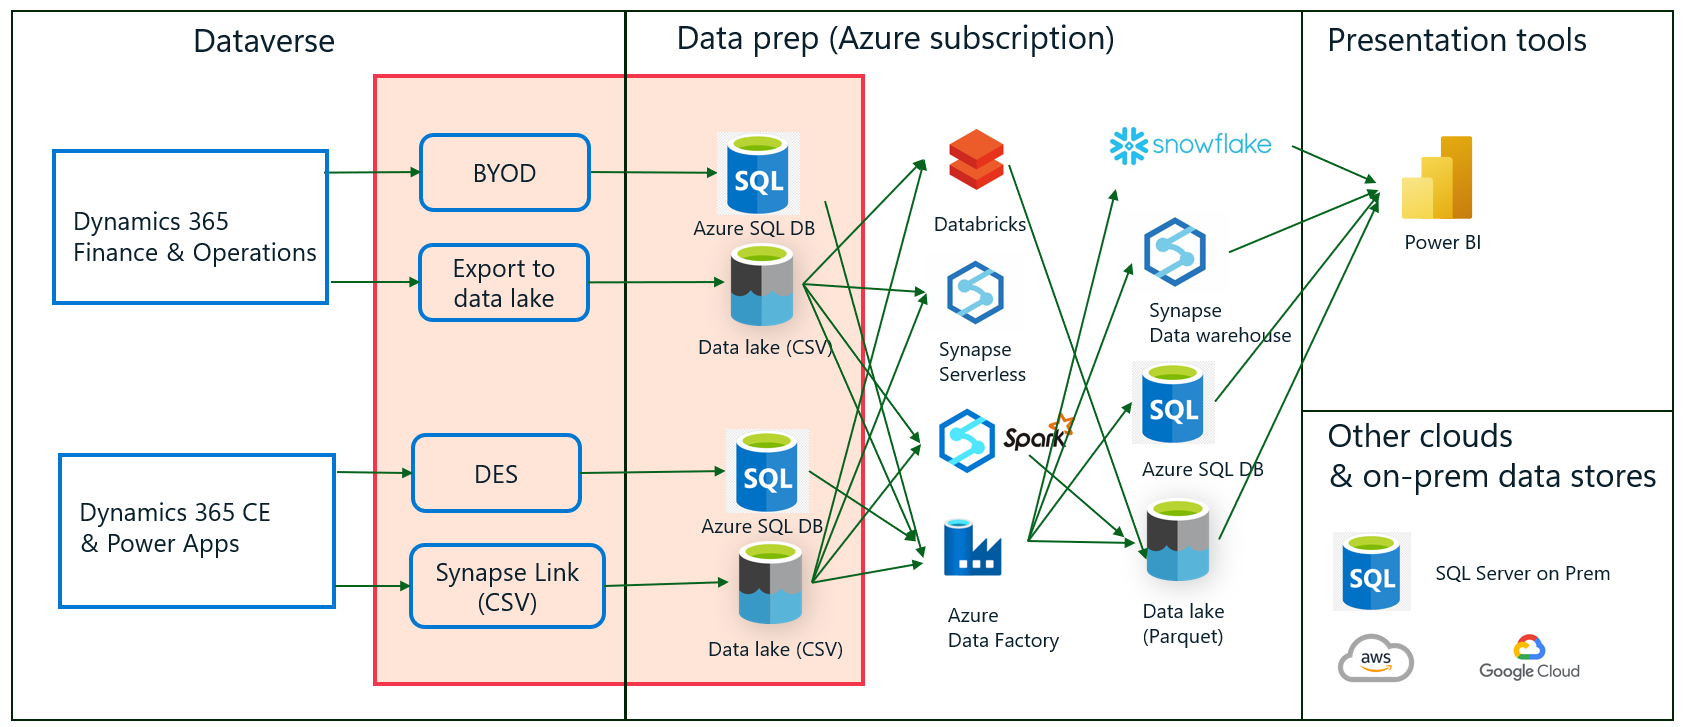 Dataverse
Data prep (Azure subscription)
Presentation tools
Dynamics 365
Finance & Operations
BYOD
Export to
data lake
SQL
Azure SQL DB
Data lake (CSV)
Dynamics 365 CE
& Power Apps
DES
Synapse Link
(CSV)
SQL
Azure SQL DB
Data lake (CSV)
Databricks
Synapse
Serverless
Spark
Azure
Data Factory
snowflake
Synapse
Data warehouse
SQL
Azure SQL DB
Data lake
(Parquet)
Power BI
Other clouds
& on-prem data stores
SQL
SQL Server on Prem
aws
Google Cloud